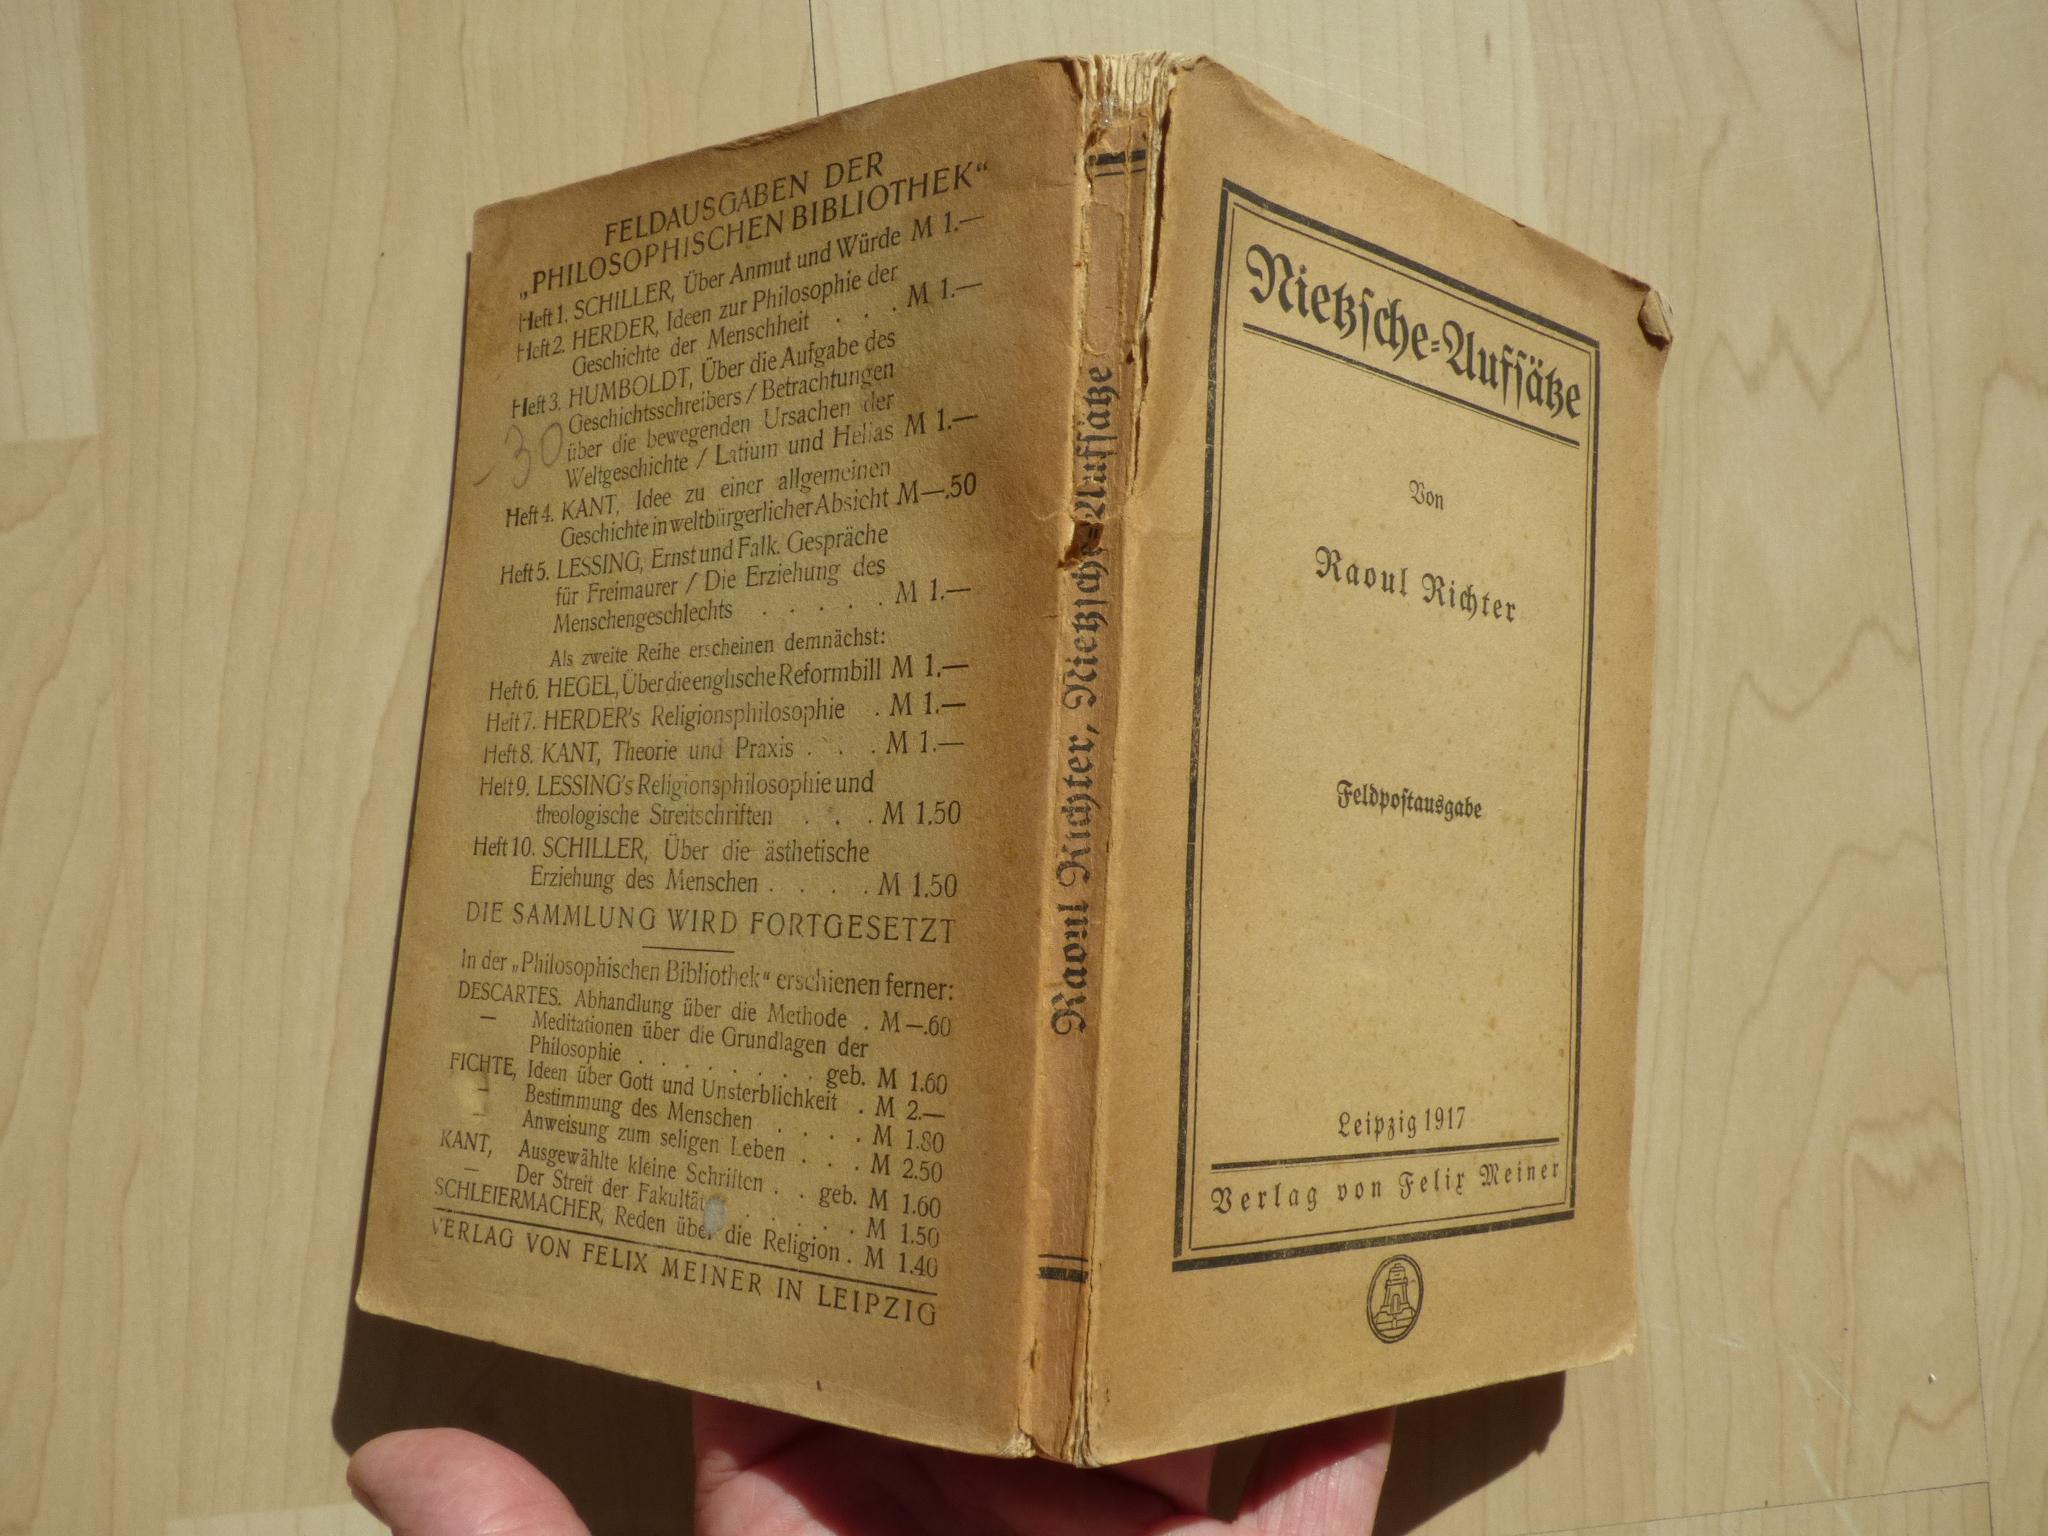 FELDAUSGABEN DER
„PHILOSOPHISCHEN BIBLIOTHEK“
Heft 1. SCHILLER, Über Anmut und Würde M 1.—
Heft 2. HERDER, Ideen zur Philosophie der
Geschichte der Menschheit . . . M 1.—
Heft 3. HUMBOLDT, Über die Aufgabe des
Geschichtsschreibers / Betrachtungen
über die bewegenden Ursachen der
Weltgeschichte / Latium und Hellas M 1.—
-30
Heft 4. KANT, Idee zu einer allgemeinen
Geschichte in weltbürgerlicher Absicht M—.50
Heft 5. LESSING, Ernst und Falk. Gespräche
für Freimaurer / Die Erziehung des
Menschengeschlechts . . . . . M 1.—
Als zweite Reihe erscheinen demnächst:
Heft 6. HEGEL, Über die englische Reformbill M 1.—
Heft 7. HERDER's Religionsphilosophie . M 1.—
Heft 8. KANT, Theorie und Praxis . . . M 1.—
Heft 9. LESSING's Religionsphilosophie und
theologische Streitschriften . . . M 1.50
Heft 10. SCHILLER, Über die ästhetische
Erziehung des Menschen . . . . M 1.50
DIE SAMMLUNG WIRD FORTGESETZT
In der „Philosophischen Bibliothek“ erschienen ferner:
DESCARTES. Abhandlung über die Methode . M —.60
— Meditationen über die Grundlagen der
Philosophie . . . . . . . geb. M 1.60
FICHTE, Ideen über Gott und Unsterblichkeit . M 2.—
— Bestimmung des Menschen . . . . M 1.80
— Anweisung zum seligen Leben . . . M 2.50
KANT, Ausgewählte kleine Schriften . . geb. M 1.60
— Der Streit der Fakultät . . . . . M 1.50
SCHLEIERMACHER, Reden über die Religion . M 1.40
VERLAG VON FELIX MEINER IN LEIPZIG
Raoul Richter, Nietzsche-Aufsätze
Nietzsche-Aufsätze
Von
Raoul Richter
Feldpostausgabe
Leipzig 1917
Verlag von Felix Meiner